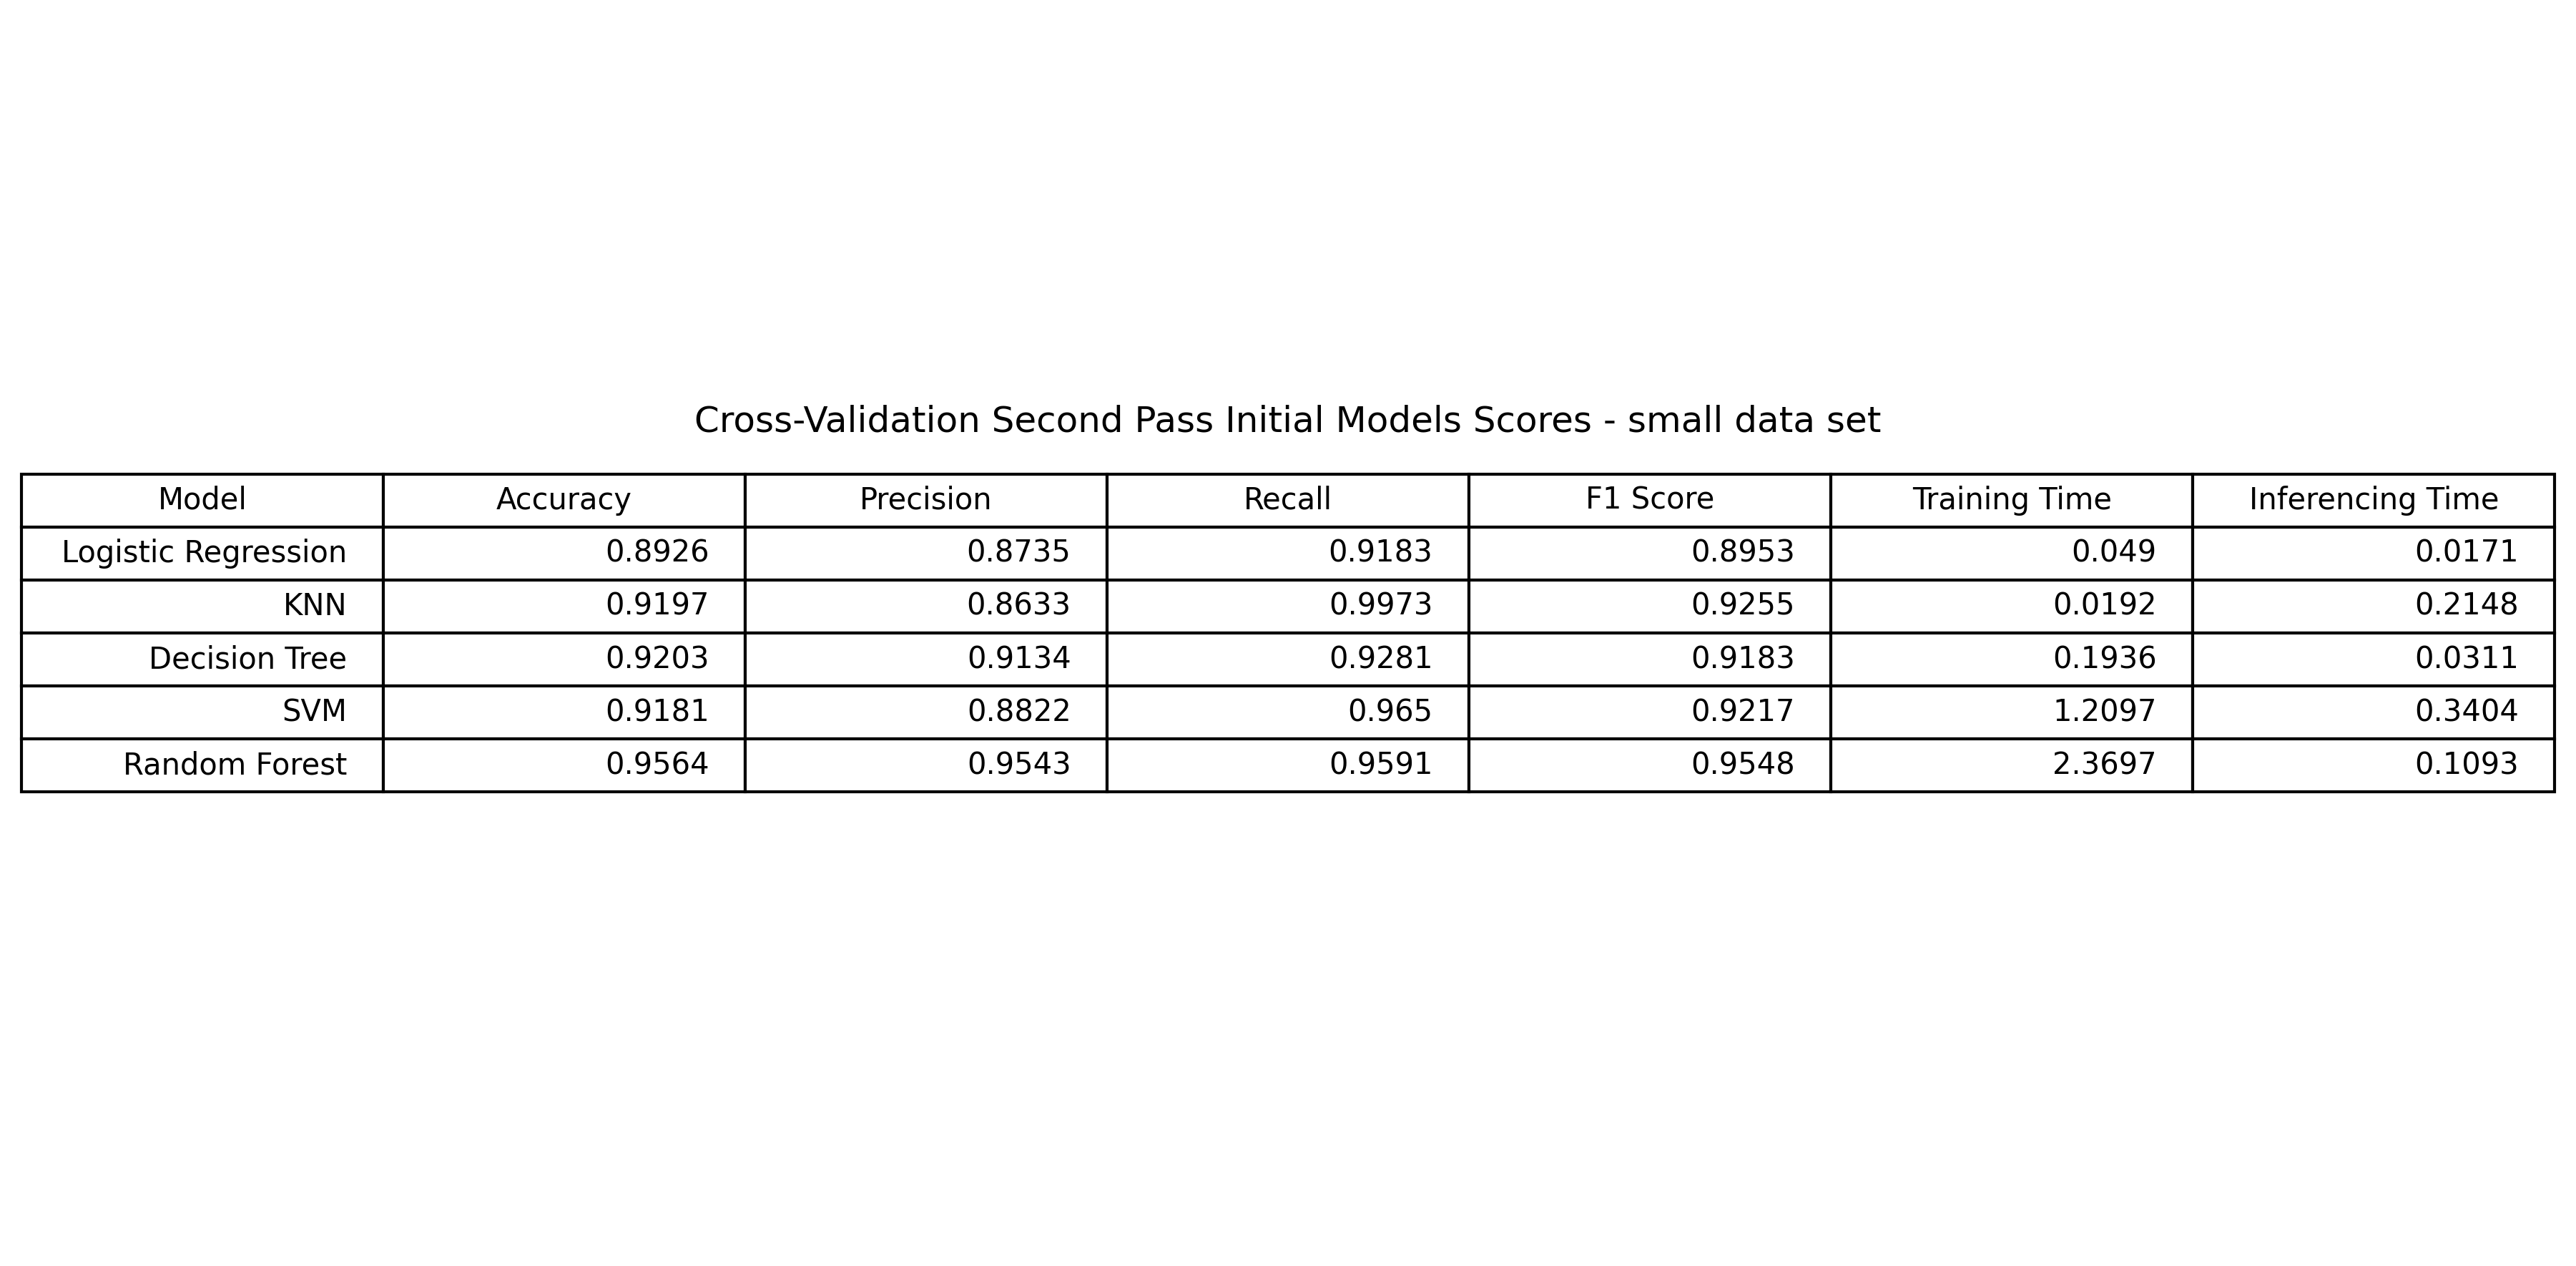 Cross-Validation Second Pass Initial Models Scores - small data set
Model Accuracy Precision Recall F1 Score Training Time Inferencing Time
Logistic Regression 0.8926 0.8735 0.9183 0.8953 0.049 0.0171
KNN 0.9197 0.8633 0.9973 0.9255 0.0192 0.2148
Decision Tree 0.9203 0.9134 0.9281 0.9183 0.1936 0.0311
SVM 0.9181 0.8822 0.965 0.9217 1.2097 0.3404
Random Forest 0.9564 0.9543 0.9591 0.9548 2.3697 0.1093